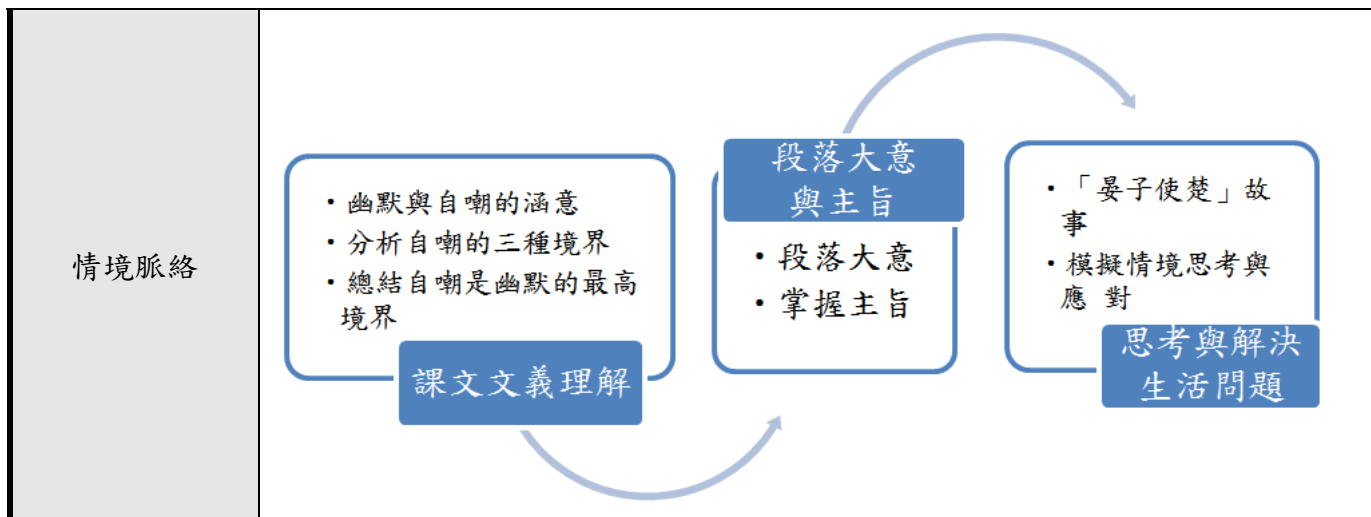 情境脈絡
・幽默與自嘲的涵意
・分析自嘲的三種境界
・總結自嘲是幽默的最高
境界
課文文義理解
段落大意
與主旨
・段落大意
・掌握主旨
・「晏子使楚」故
事
・模擬情境思考與
應 對
思考與解決
生活問題